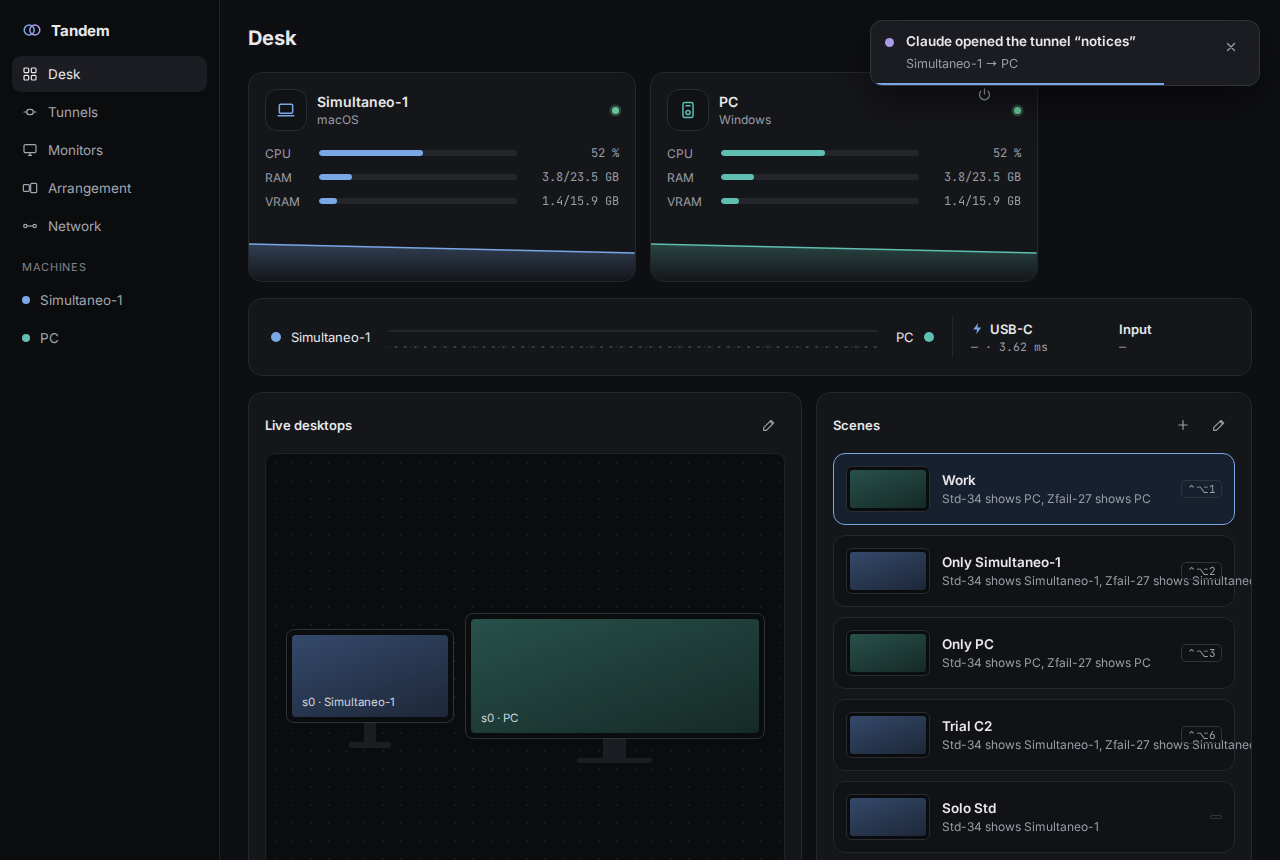 Tandem
Desk
Tunnels
Monitors
Arrangement
Network
MACHINES
Simultaneo-1
PC
Desk
Claude opened the tunnel “notices”
Simultaneo-1 → PC
Simultaneo-1
macOS
CPU 52 %
RAM 3.8/23.5 GB
VRAM 1.4/15.9 GB
PC
Windows
CPU 52 %
RAM 3.8/23.5 GB
VRAM 1.4/15.9 GB
Simultaneo-1
PC
USB-C
— · 3.62 ms
Input
—
Live desktops
s0 · Simultaneo-1
s0 · PC
Scenes
Work
Std-34 shows PC, Zfail-27 shows PC
⌃⌥1
Only Simultaneo-1
Std-34 shows Simultaneo-1, Zfail-27 shows Simultane
⌃⌥2
Only PC
Std-34 shows PC, Zfail-27 shows PC
⌃⌥3
Trial C2
Std-34 shows Simultaneo-1, Zfail-27 shows Simultane
⌃⌥6
Solo Std
Std-34 shows Simultaneo-1